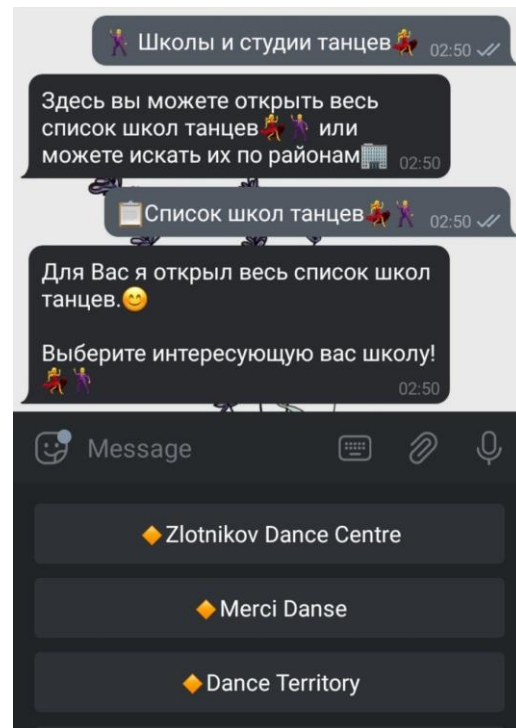 🕺 Школы и студии танцев💃 02:50
Здесь вы можете открыть весь
список школ танцев💃🕺 или
можете искать их по районам🏢 02:50
📋Список школ танцев💃🕺 02:50
Для Вас я открыл весь список школ
танцев.😊
Выберите интересующую вас школу!
💃🕺 02:50
Message
🔸Zlotnikov Dance Centre
🔸Merci Danse
🔸Dance Territory